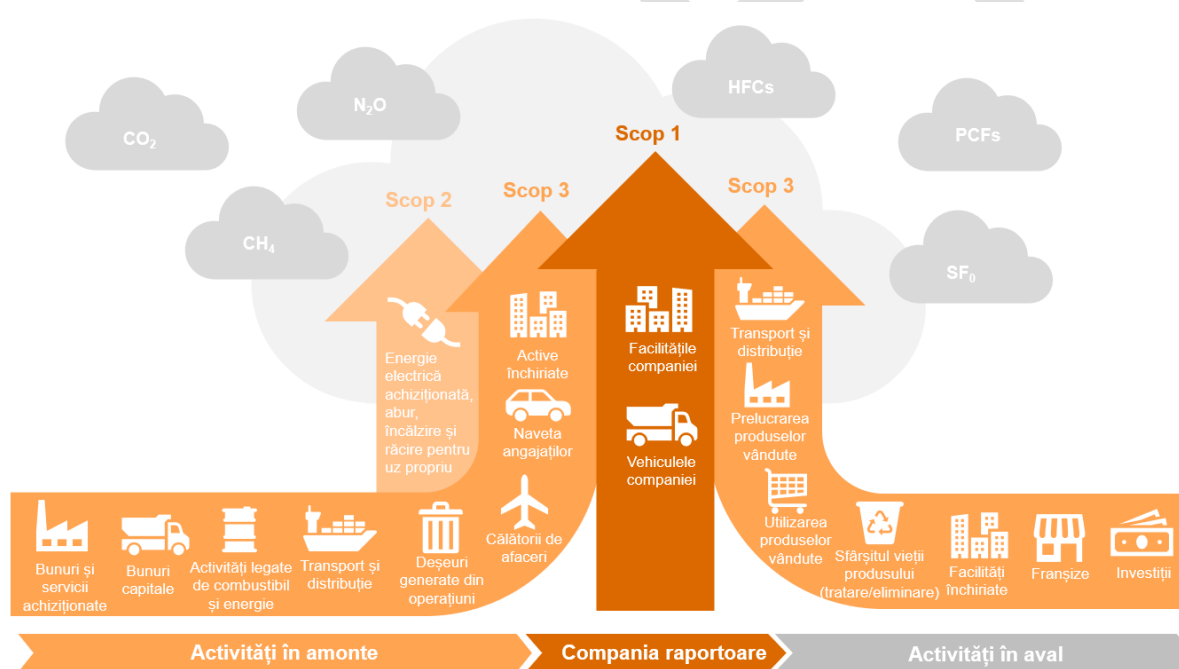 CO₂
N₂O
HFCs
PCFs
CH₄
SF₀
Scop 1
Scop 2
Scop 3
Scop 3
Energie
electrică
achiziționată,
abur,
încălzire și
răcire pentru
uz propriu
Active
închiriate
Naveta
angajaților
Călătorii de
afaceri
Facilitățile
companiei
Vehiculele
companiei
Transport și
distribuție
Prelucrarea
produselor
vândute
Utilizarea
produselor
vândute
Bunuri și
servicii
achiziționate
Bunuri
capitale
Activități legate
de combustibil
și energie
Transport și
distribuție
Deșeuri
generate din
operațiuni
Sfârșitul vieții
produsului
(tratare/eliminare)
Facilități
închiriate
Franșize
Investiții
Activități în amonte
Compania raportoare
Activități în aval